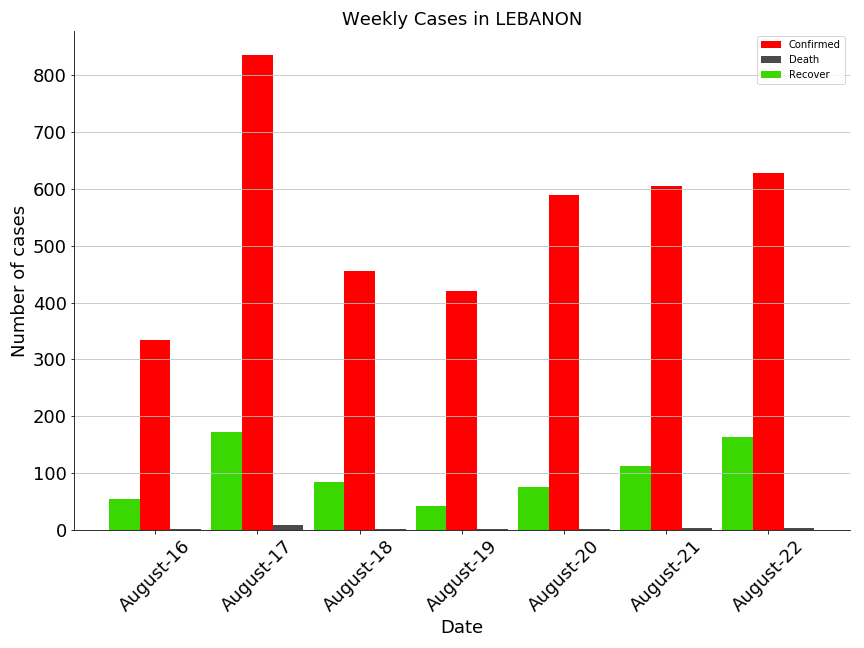 Weekly Cases in LEBANON
Confirmed
Death
Recover
Number of cases
800
700
600
500
400
300
200
100
0
August-16
August-17
August-18
August-19
August-20
August-21
August-22
Date